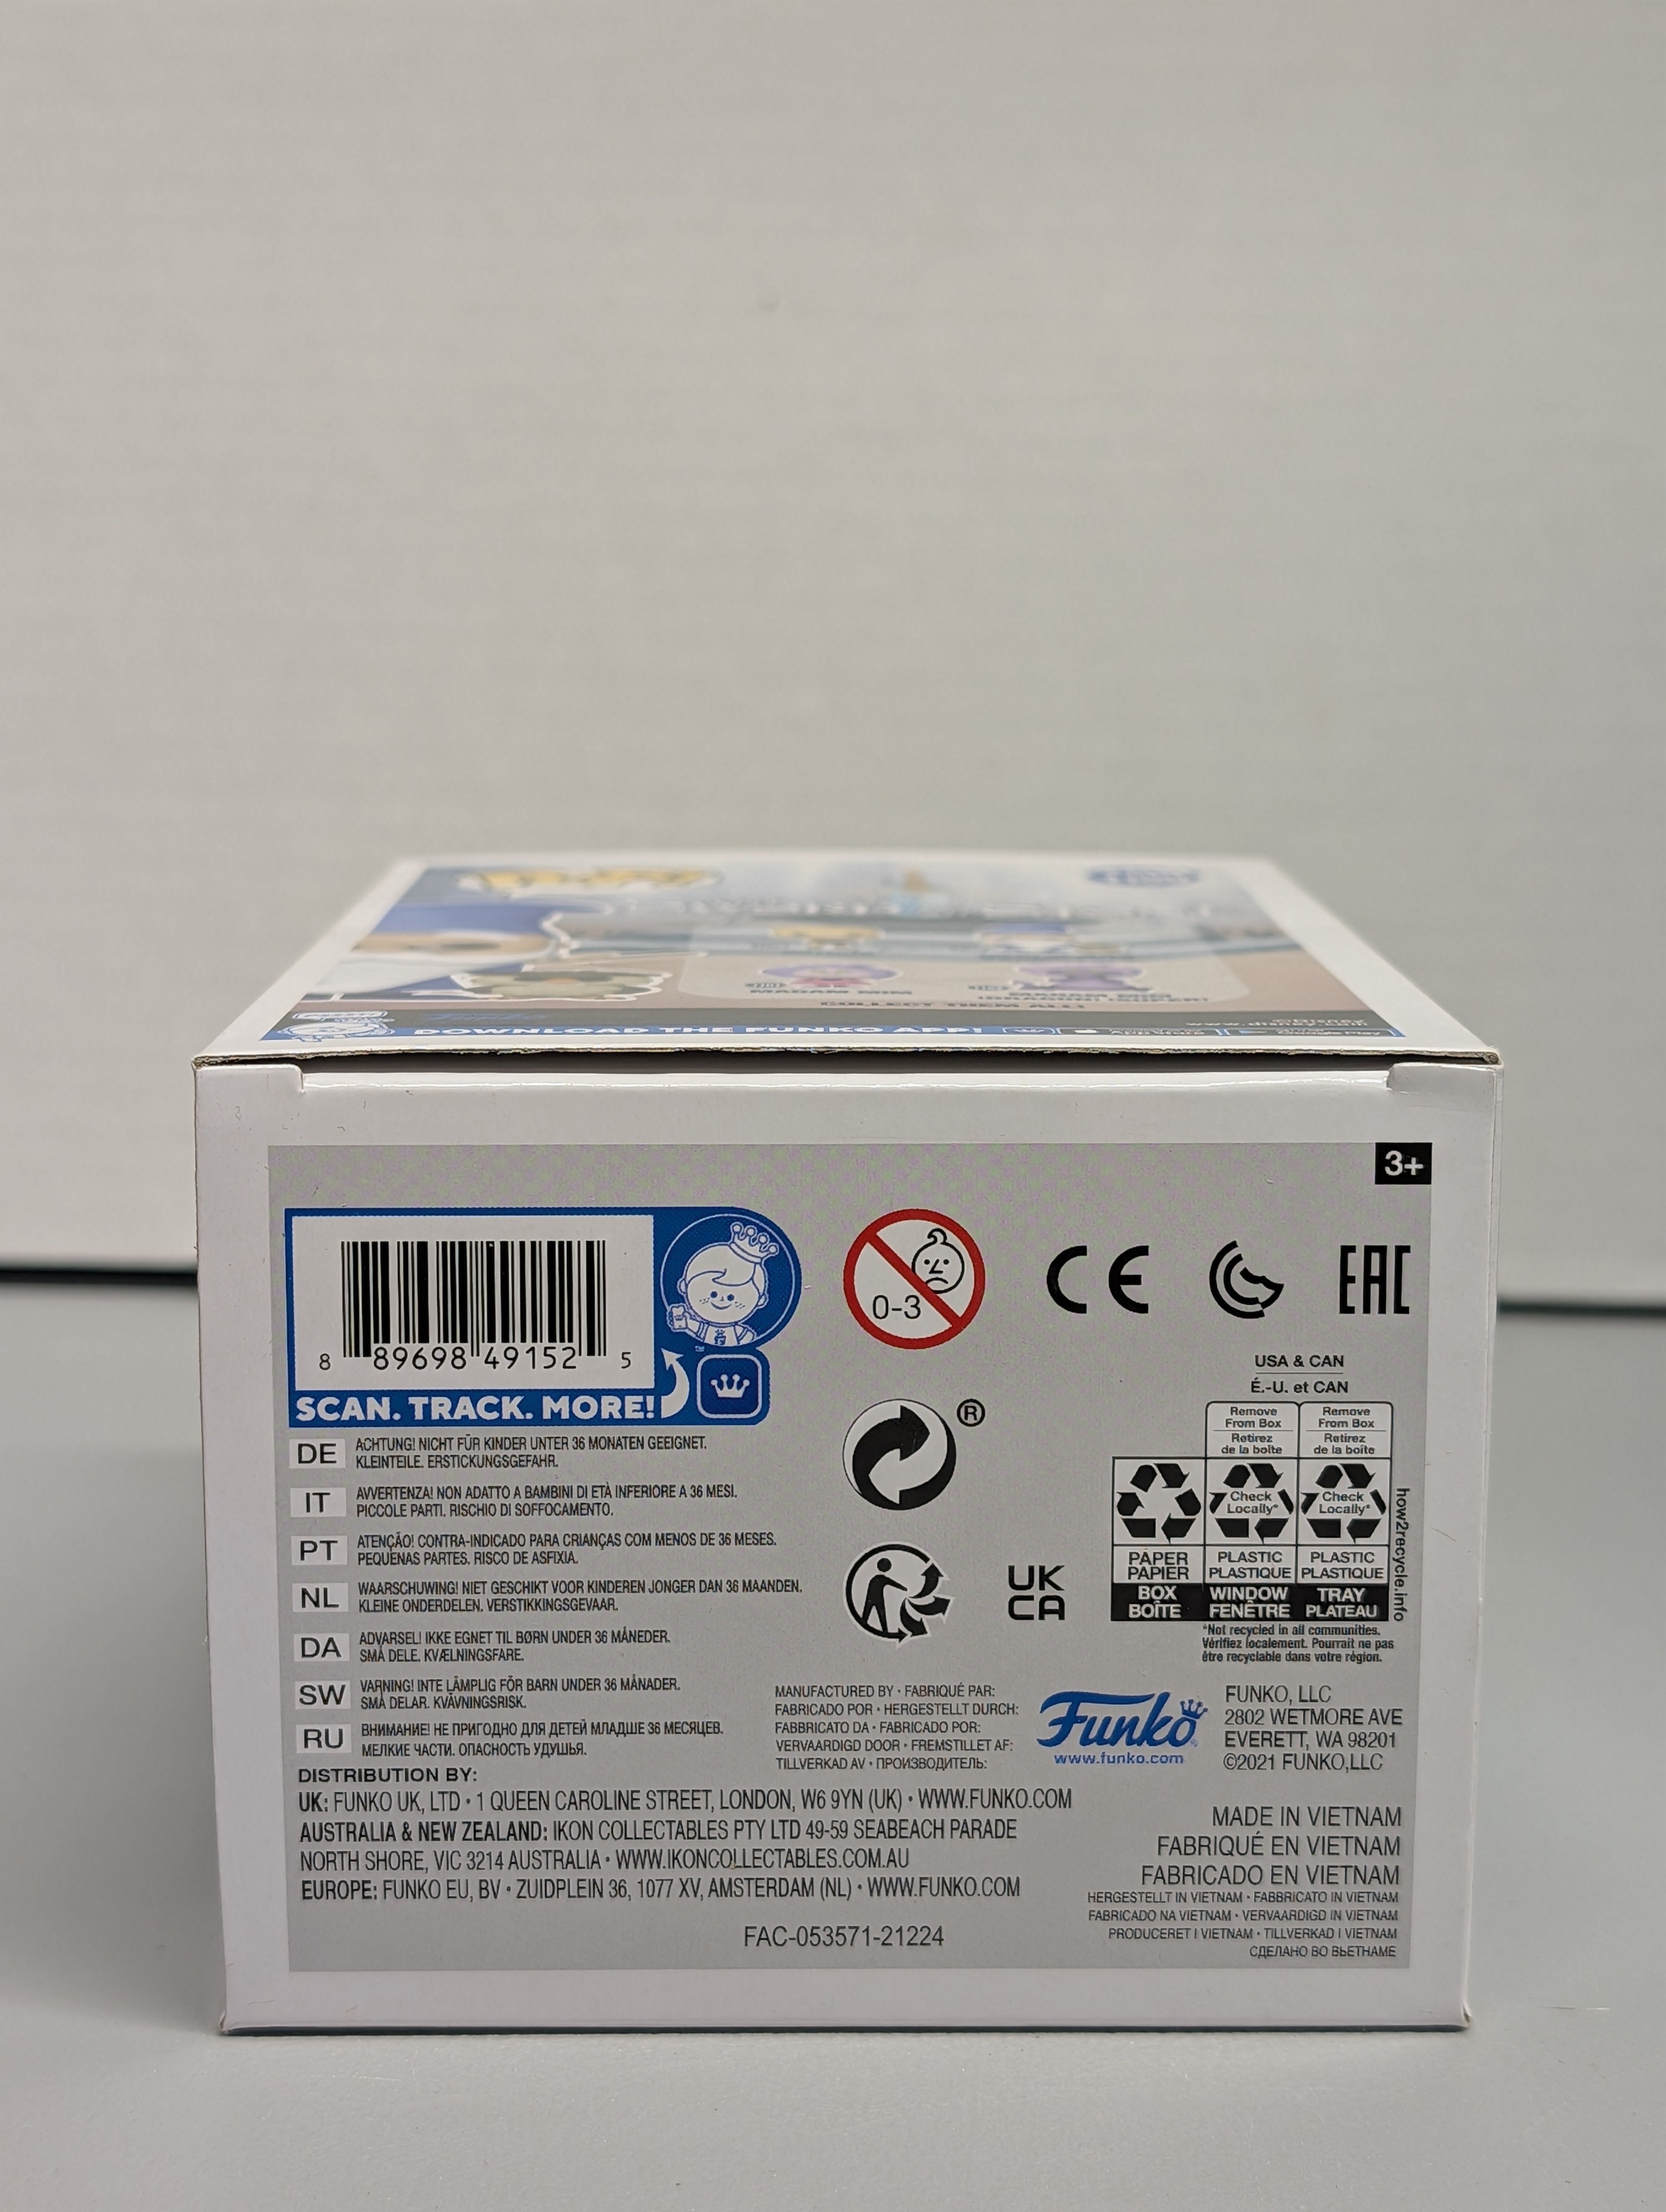 MADAM MIM
MADAM MIM
COLLECT THEM ALL!
DOWNLOAD THE FUNKO APP!
3+
8 89698 49152 5
SCAN. TRACK. MORE!
™
0-3
CE
EAC
USA & CAN
É.-U. et CAN
®
Remove
From Box
Retirez
de la boîte
Remove
From Box
Retirez
de la boîte
Check
Locally*
Check
Locally*
PAPER
PAPIER
PLASTIC
PLASTIQUE
PLASTIC
PLASTIQUE
BOX
BOÎTE
WINDOW
FENÊTRE
TRAY
PLATEAU
how2recycle.info
*Not recycled in all communities.
Vérifiez localement. Pourrait ne pas
être recyclable dans votre région.
UK
CA
DE
ACHTUNG! NICHT FÜR KINDER UNTER 36 MONATEN GEEIGNET.
KLEINTEILE. ERSTICKUNGSGEFAHR.
IT
AVVERTENZA! NON ADATTO A BAMBINI DI ETÀ INFERIORE A 36 MESI.
PICCOLE PARTI. RISCHIO DI SOFFOCAMENTO.
PT
ATENÇÃO! CONTRA-INDICADO PARA CRIANÇAS COM MENOS DE 36 MESES.
PEQUENAS PARTES. RISCO DE ASFIXIA.
NL
WAARSCHUWING! NIET GESCHIKT VOOR KINDEREN JONGER DAN 36 MAANDEN.
KLEINE ONDERDELEN. VERSTIKKINGSGEVAAR.
DA
ADVARSEL! IKKE EGNET TIL BØRN UNDER 36 MÅNEDER.
SMÅ DELE. KVÆLNINGSFARE.
SW
VARNING! INTE LÄMPLIG FÖR BARN UNDER 36 MÅNADER.
SMÅ DELAR. KVÄVNINGSRISK.
RU
ВНИМАНИЕ! НЕ ПРИГОДНО ДЛЯ ДЕТЕЙ МЛАДШЕ 36 МЕСЯЦЕВ.
МЕЛКИЕ ЧАСТИ. ОПАСНОСТЬ УДУШЬЯ.
MANUFACTURED BY • FABRIQUÉ PAR:
FABRICADO POR • HERGESTELLT DURCH:
FABBRICATO DA • FABRICADO POR:
VERVAARDIGD DOOR • FREMSTILLET AF:
TILLVERKAD AV • ПРОИЗВОДИТЕЛЬ:
Funko
www.funko.com
FUNKO, LLC
2802 WETMORE AVE
EVERETT, WA 98201
©2021 FUNKO,LLC
DISTRIBUTION BY:
UK: FUNKO UK, LTD • 1 QUEEN CAROLINE STREET, LONDON, W6 9YN (UK) • WWW.FUNKO.COM
AUSTRALIA & NEW ZEALAND: IKON COLLECTABLES PTY LTD 49-59 SEABEACH PARADE
NORTH SHORE, VIC 3214 AUSTRALIA • WWW.IKONCOLLECTABLES.COM.AU
EUROPE: FUNKO EU, BV • ZUIDPLEIN 36, 1077 XV, AMSTERDAM (NL) • WWW.FUNKO.COM
FAC-053571-21224
MADE IN VIETNAM
FABRIQUÉ EN VIETNAM
FABRICADO EN VIETNAM
HERGESTELLT IN VIETNAM • FABBRICATO IN VIETNAM
FABRICADO NA VIETNAM • VERVAARDIGD IN VIETNAM
PRODUCERET I VIETNAM • TILLVERKAD I VIETNAM
СДЕЛАНО ВО ВЬЕТНАМЕ